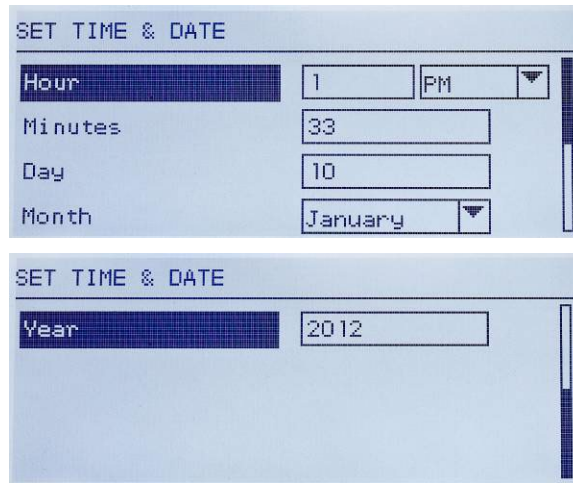 SET TIME & DATE
Hour 1 PM
Minutes 33
Day 10
Month January
SET TIME & DATE
Year 2012